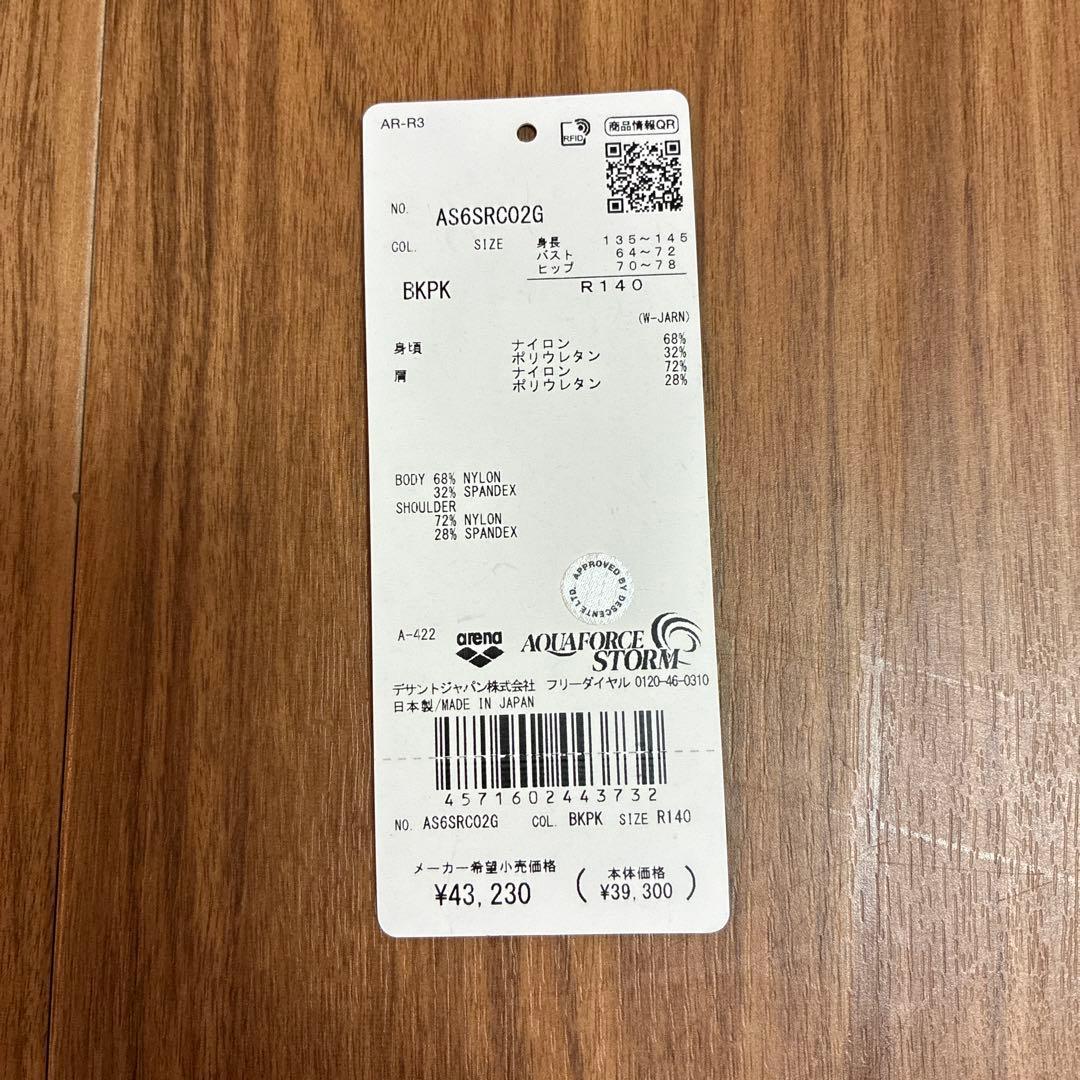 AR-R3
RFID
商品情報QR
NO. AS6SRC02G
COL. SIZE 身長 135~145
バスト 64~72
ヒップ 70~78
BKPK R140
(W-JARN)
身頃 ナイロン 68%
ポリウレタン 32%
肩 ナイロン 72%
ポリウレタン 28%
BODY 68% NYLON
32% SPANDEX
SHOULDER
72% NYLON
28% SPANDEX
APPROVED BY DESCENTE LTD.
A-422 arena AQUAFORCE
STORM
デサントジャパン株式会社 フリーダイヤル 0120-46-0310
日本製/MADE IN JAPAN
4571602443732
NO. AS6SRC02G COL. BKPK SIZE R140
メーカー希望小売価格 (本体価格
¥43,230 ¥39,300)